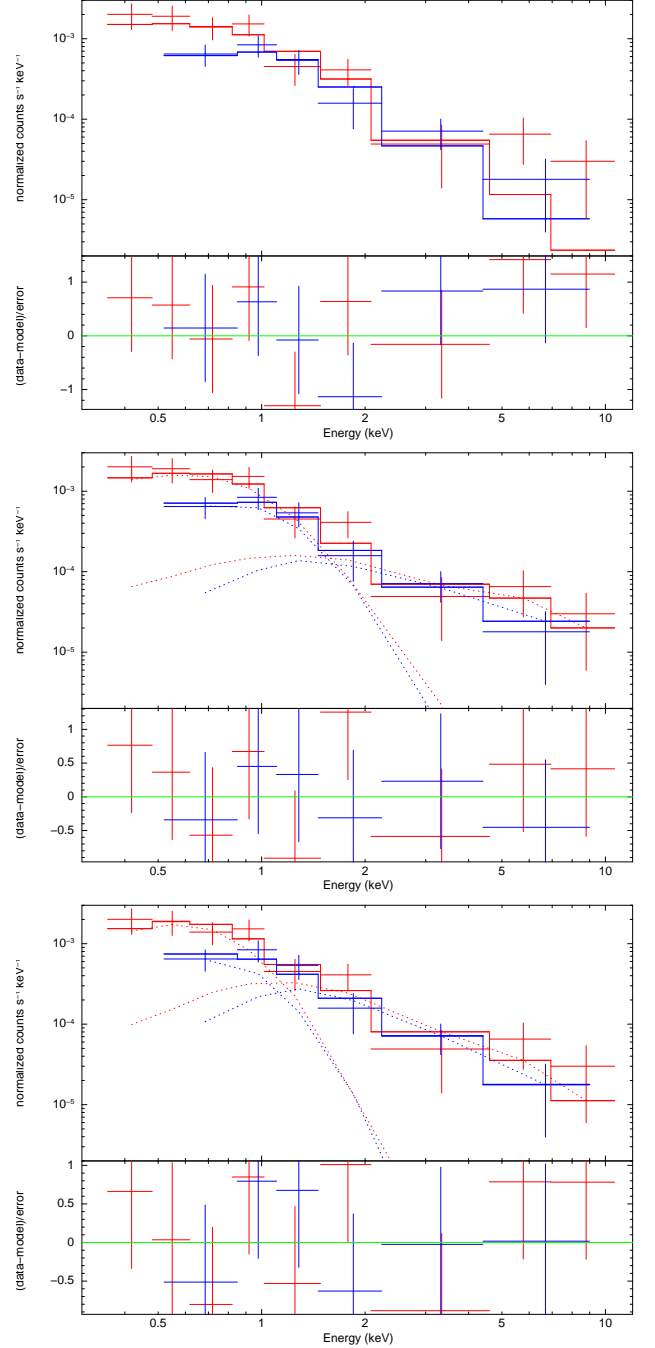 10⁻³
10⁻⁴
10⁻⁵
normalized counts s⁻¹ keV⁻¹
1
0
−1
(data−model)/error
0.5 1 2 5 10
Energy (keV)
10⁻³
10⁻⁴
10⁻⁵
normalized counts s⁻¹ keV⁻¹
1
0.5
0
−0.5
(data−model)/error
0.5 1 2 5 10
Energy (keV)
10⁻³
10⁻⁴
10⁻⁵
normalized counts s⁻¹ keV⁻¹
1
0.5
0
−0.5
(data−model)/error
0.5 1 2 5 10
Energy (keV)